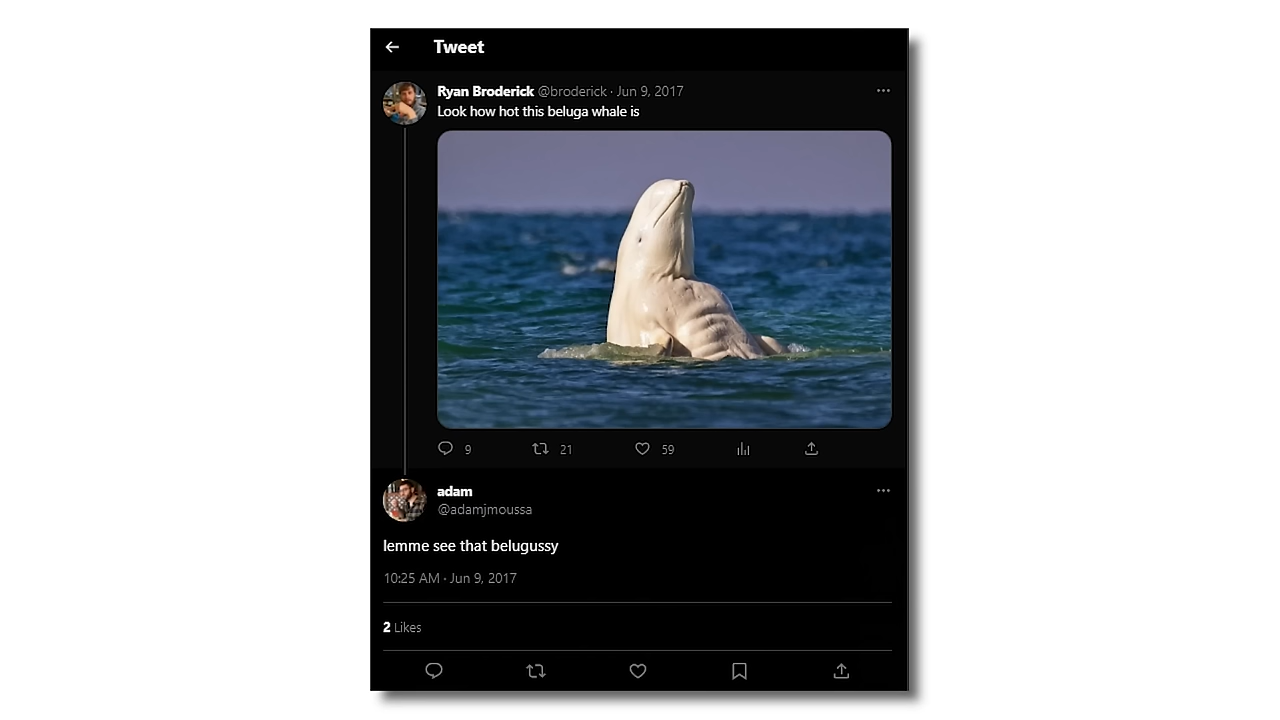 Tweet
Ryan Broderick @broderick · Jun 9, 2017
Look how hot this beluga whale is
9 21 59
adam
@adamjmoussa
lemme see that belugussy
10:25 AM · Jun 9, 2017
2 Likes